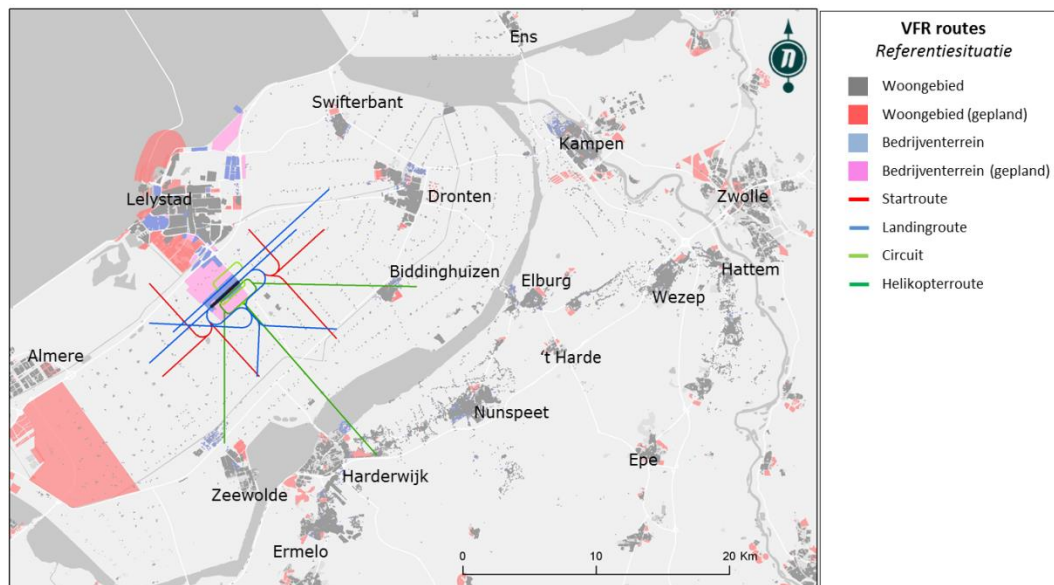 Ens
Swifterbant
Kampen
Lelystad
Dronten
Zwolle
Biddinghuizen
Elburg
Hattem
Wezep
Almere
't Harde
Nunspeet
Epe
Harderwijk
Zeewolde
Ermelo
0 10 20 Km
VFR routes
Referentiesituatie
Woongebied
Woongebied (gepland)
Bedrijventerrein
Bedrijventerrein (gepland)
Startroute
Landingroute
Circuit
Helikopterroute